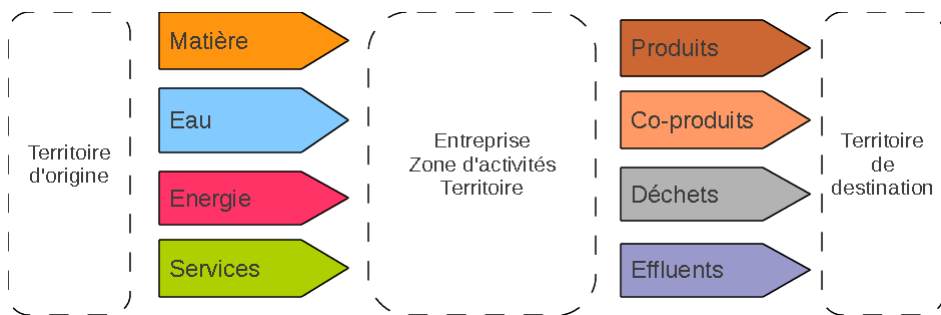 Territoire
d'origine
Matière
Eau
Energie
Services
Entreprise
Zone d'activités
Territoire
Produits
Co-produits
Déchets
Effluents
Territoire
de
destination